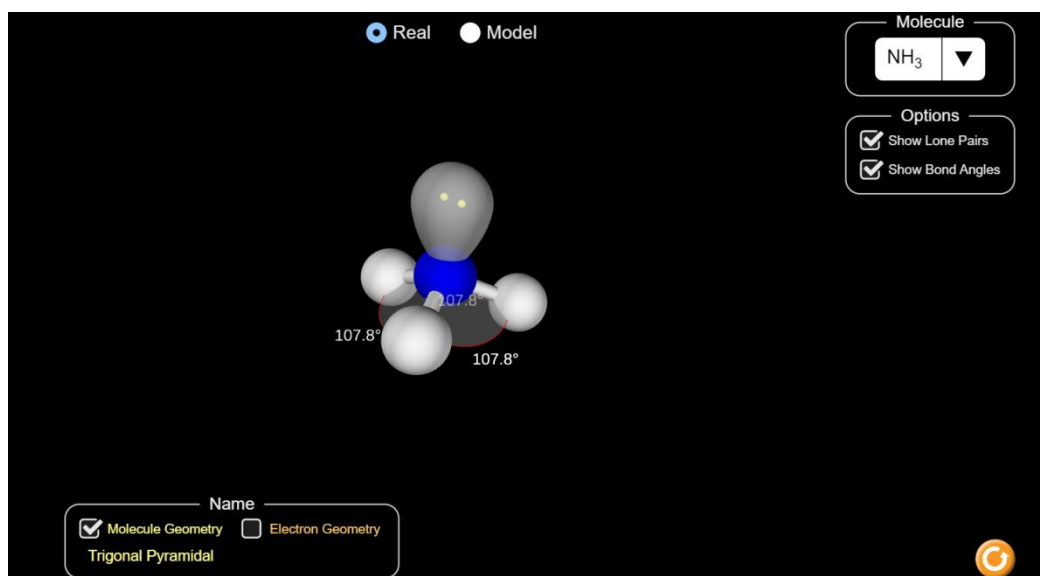 Real Model
Molecule
NH₃
Options
Show Lone Pairs
Show Bond Angles
107.8°
107.8°
107.8°
Name
Molecule Geometry Electron Geometry
Trigonal Pyramidal